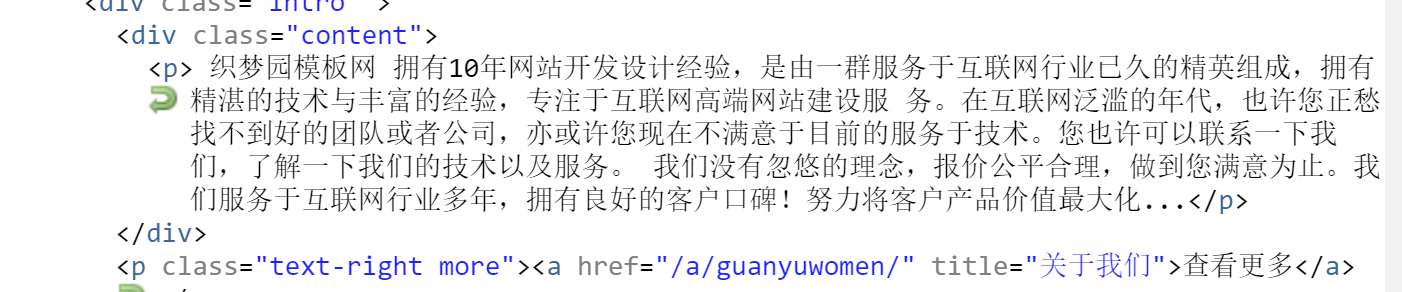 <div class="intro" >
<div class="content">
<p> 织梦园模板网 拥有10年网站开发设计经验，是由一群服务于互联网行业已久的精英组成，拥有
精湛的技术与丰富的经验，专注于互联网高端网站建设服 务。在互联网泛滥的年代，也许您正愁
找不到好的团队或者公司，亦或许您现在不满意于目前的服务于技术。您也许可以联系一下我
们，了解一下我们的技术以及服务。 我们没有忽悠的理念，报价公平合理，做到您满意为止。我
们服务于互联网行业多年，拥有良好的客户口碑！努力将客户产品价值最大化...</p>
</div>
<p class="text-right more"><a href="/a/guanyuwomen/" title="关于我们">查看更多</a>